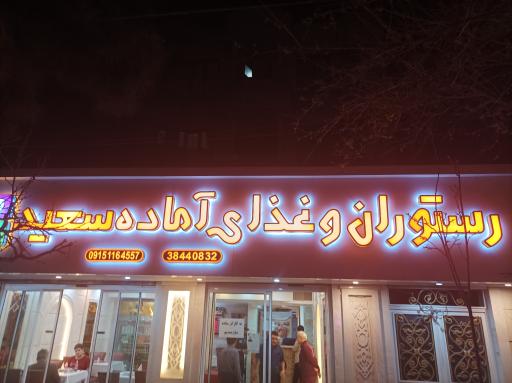 رستوران و غذای آماده سعید
09151164557 38440832